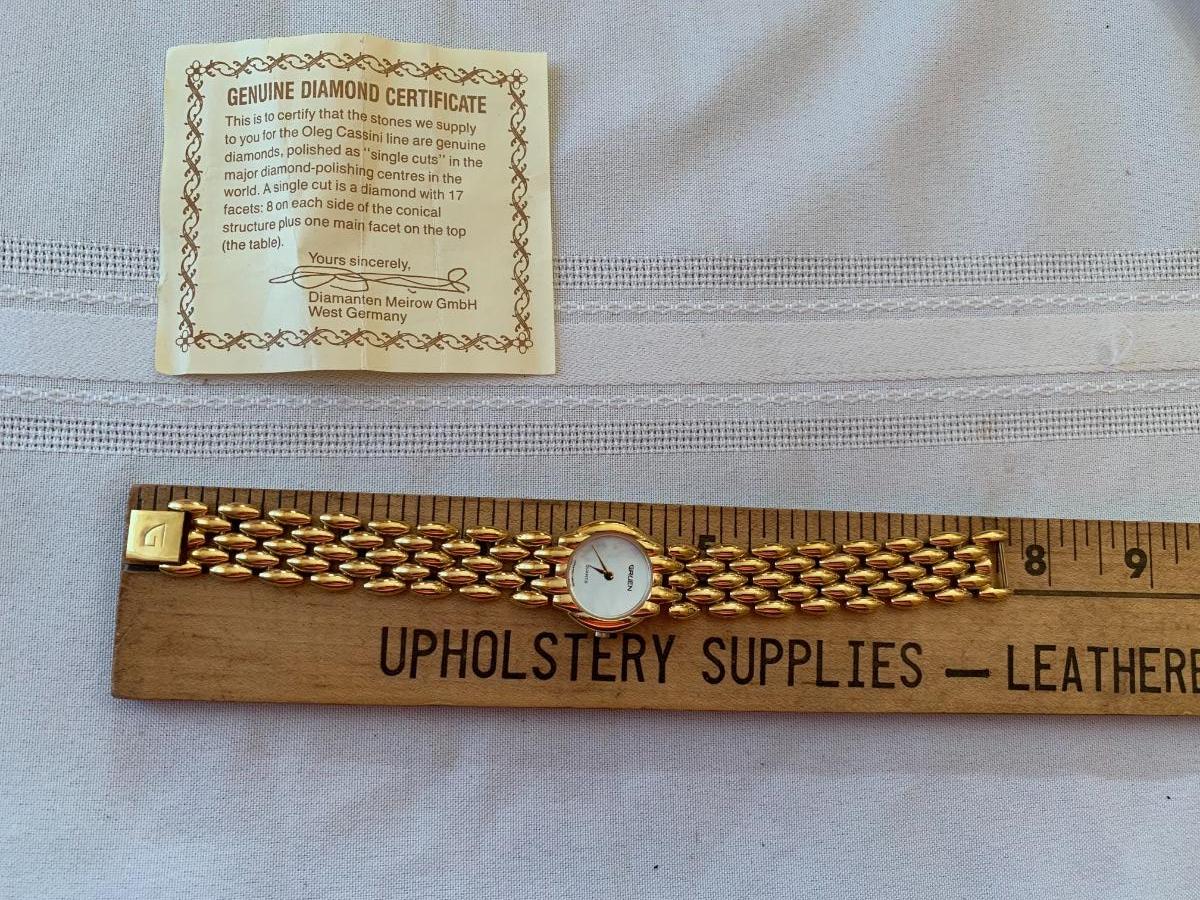 GENUINE DIAMOND CERTIFICATE
This is to certify that the stones we supply
to you for the Oleg Cassini line are genuine
diamonds, polished as "single cuts" in the
major diamond-polishing centres in the
world. A single cut is a diamond with 17
facets: 8 on each side of the conical
structure plus one main facet on the top
(the table).
Yours sincerely,
Diamanten Meirow GmbH
West Germany
G
GRUEN
QUARTZ
5
8
9
UPHOLSTERY SUPPLIES — LEATHERE